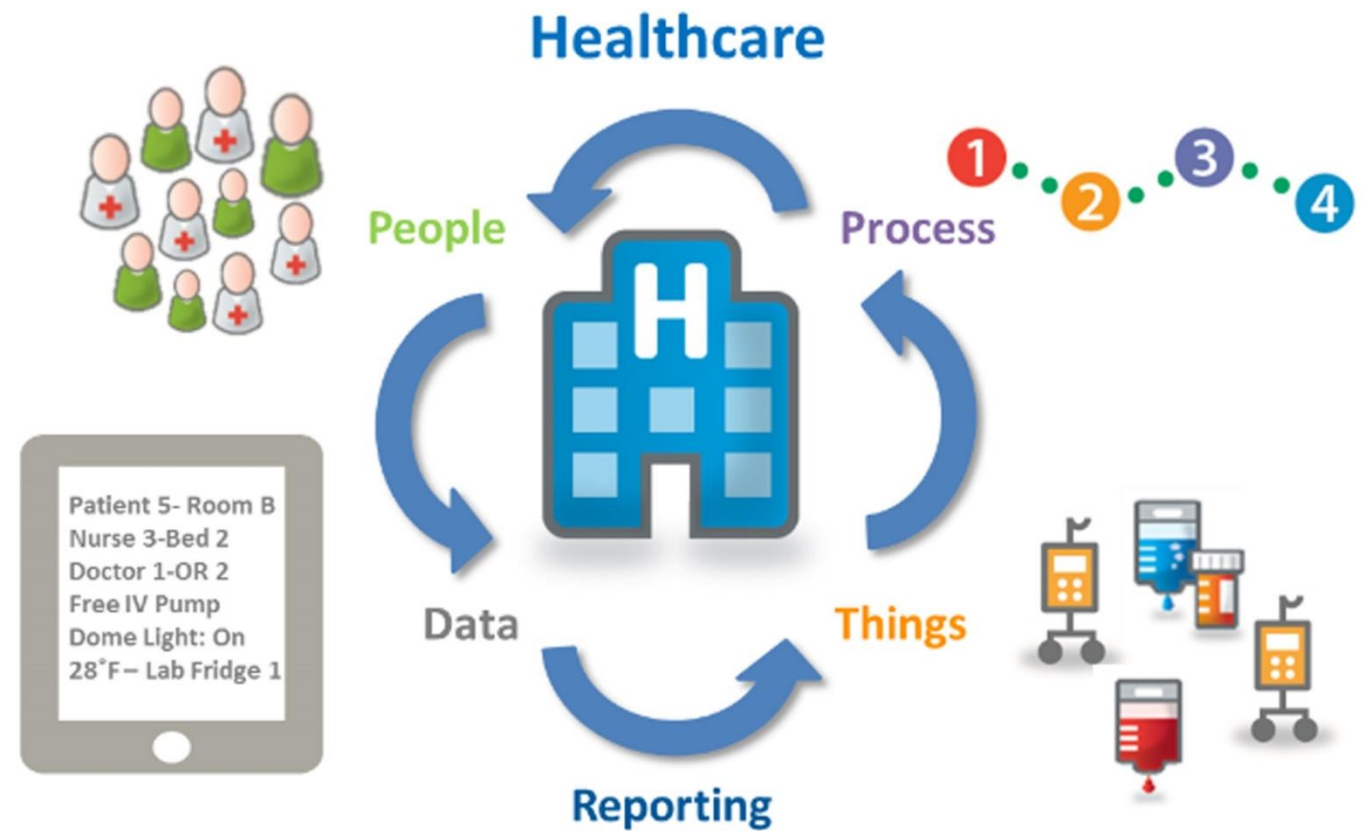 Healthcare
1
2
3
4
People
Process
H
Patient 5- Room B
Nurse 3-Bed 2
Doctor 1-OR 2
Free IV Pump
Dome Light: On
28°F– Lab Fridge 1
Data
Things
Reporting